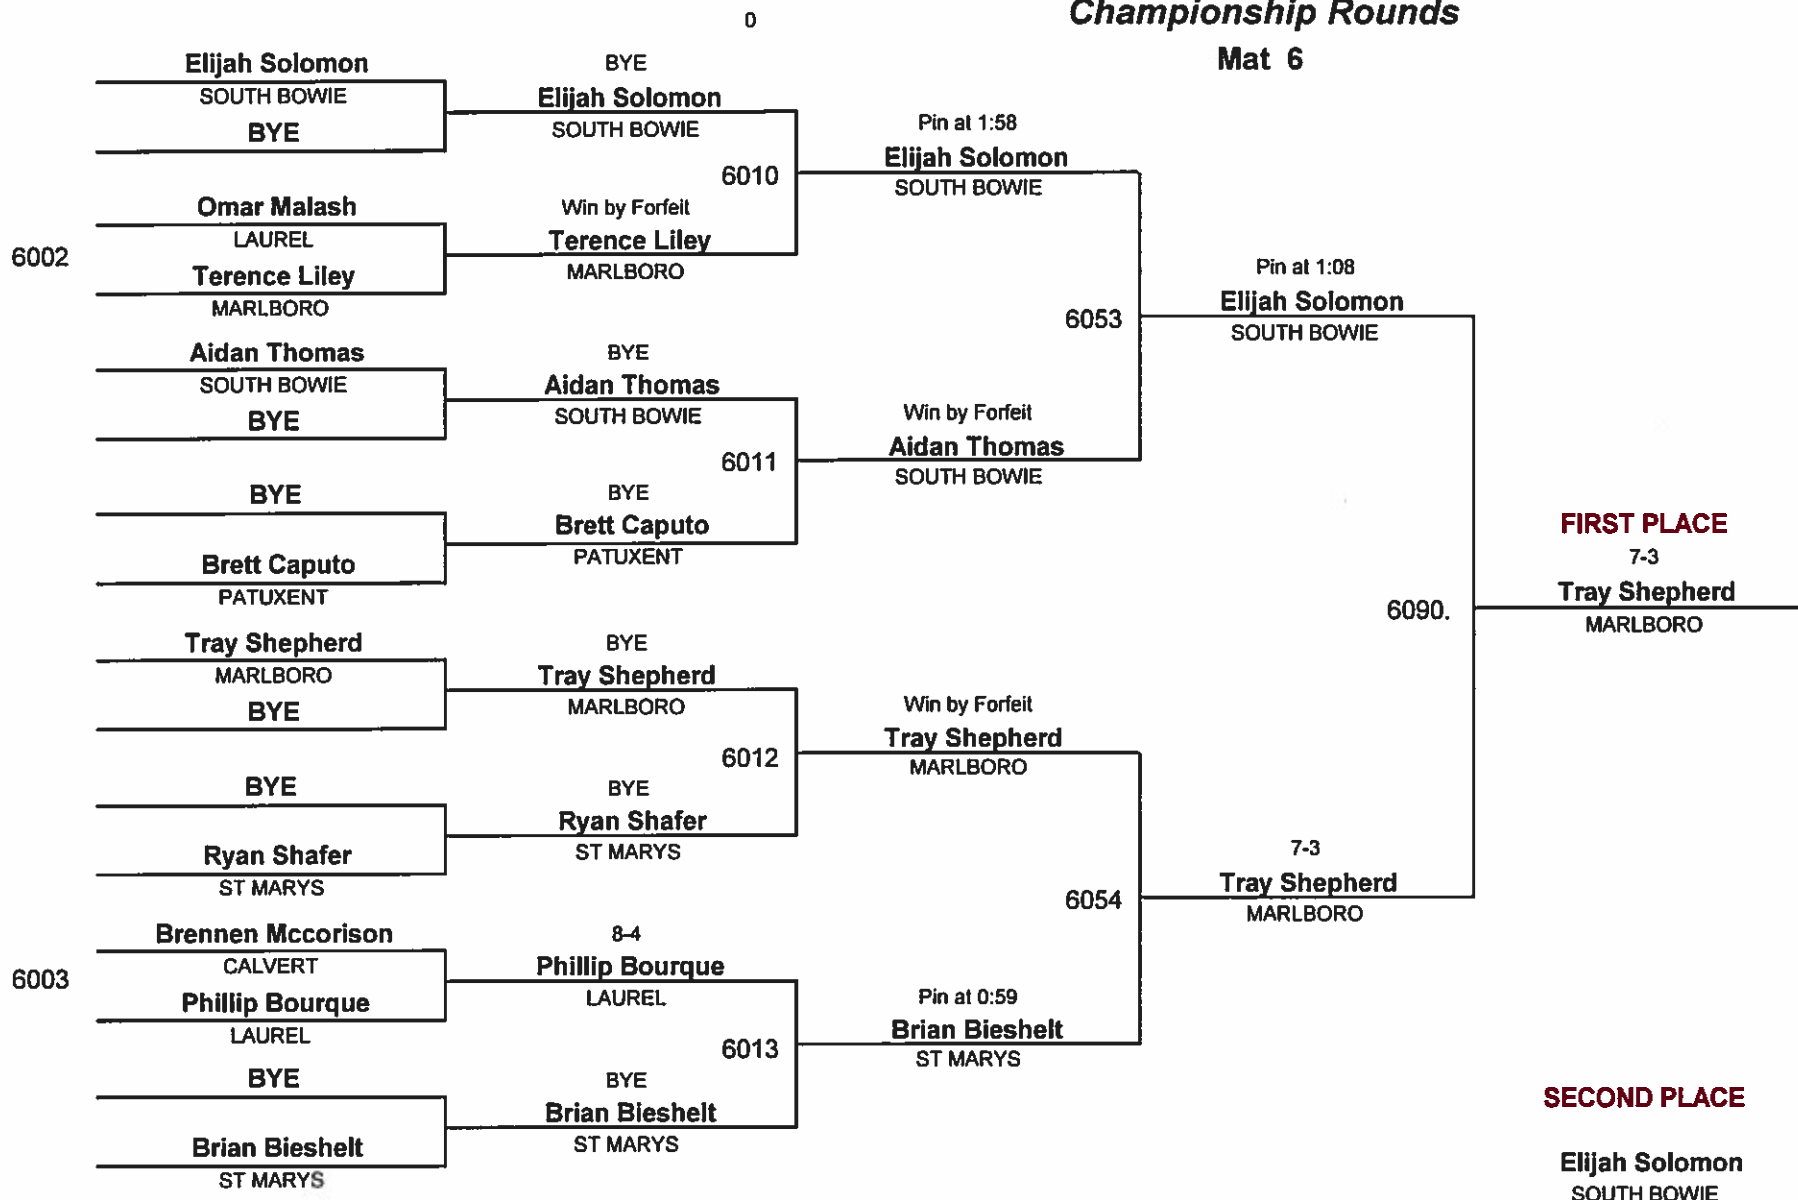 0
Championship Rounds
Mat 6
Elijah Solomon
SOUTH BOWIE
BYE
6002
Omar Malash
LAUREL
Terence Liley
MARLBORO
Aidan Thomas
SOUTH BOWIE
BYE
BYE
Brett Caputo
PATUXENT
Tray Shepherd
MARLBORO
BYE
BYE
Ryan Shafer
ST MARYS
6003
Brennen Mccorison
CALVERT
Phillip Bourque
LAUREL
BYE
Brian Bieshelt
ST MARYS
BYE
Elijah Solomon
SOUTH BOWIE
6010
Win by Forfeit
Terence Liley
MARLBORO
BYE
Aidan Thomas
SOUTH BOWIE
6011
BYE
Brett Caputo
PATUXENT
BYE
Tray Shepherd
MARLBORO
6012
BYE
Ryan Shafer
ST MARYS
8-4
Phillip Bourque
LAUREL
6013
BYE
Brian Bieshelt
ST MARYS
Pin at 1:58
Elijah Solomon
SOUTH BOWIE
6053
Win by Forfeit
Aidan Thomas
SOUTH BOWIE
Win by Forfeit
Tray Shepherd
MARLBORO
6054
Pin at 0:59
Brian Bieshelt
ST MARYS
Pin at 1:08
Elijah Solomon
SOUTH BOWIE
6090.
7-3
Tray Shepherd
MARLBORO
FIRST PLACE
7-3
Tray Shepherd
MARLBORO
SECOND PLACE
Elijah Solomon
SOUTH BOWIE